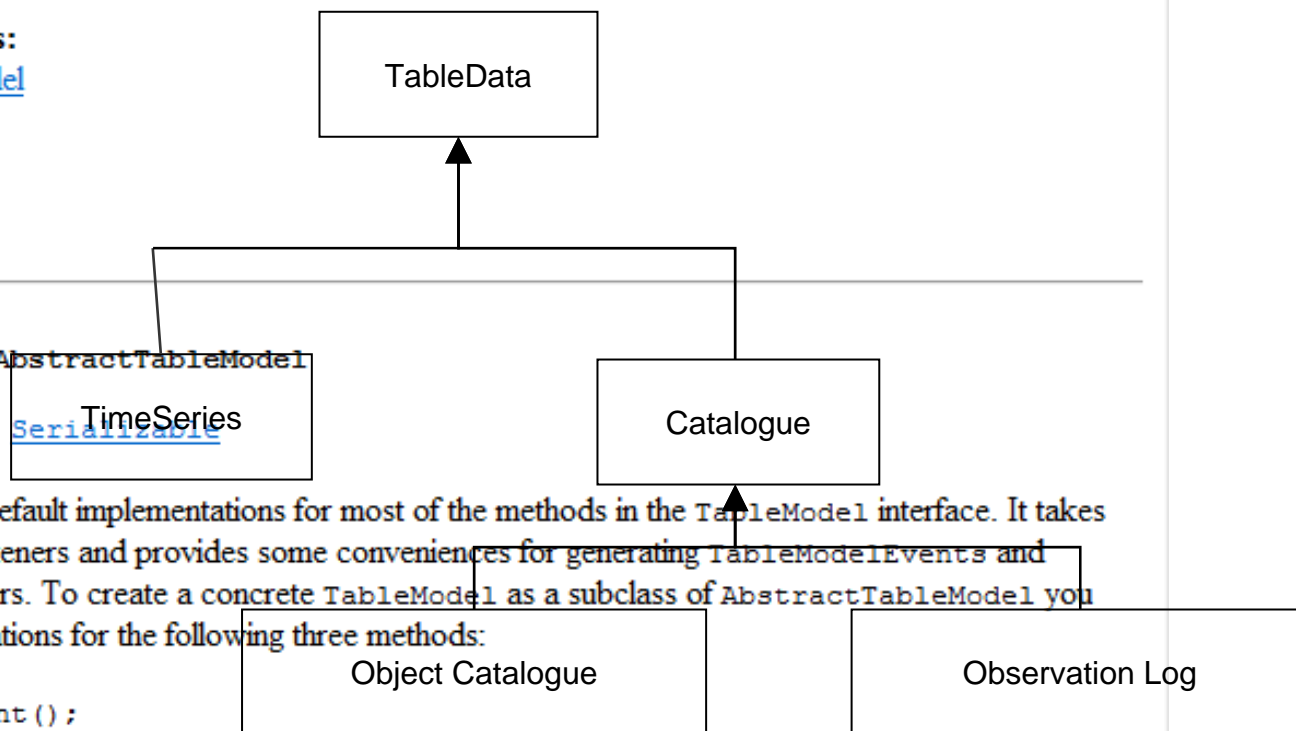 s:
TableData
lel
AbstractTableModel
TimeSeries
Serializable
Catalogue
efault implementations for most of the methods in the TableModel interface. It takes
eners and provides some conveniences for generating TableModelEvents and
rs. To create a concrete TableModel as a subclass of AbstractTableModel you
tions for the following three methods:
Object Catalogue
Observation Log
nt();